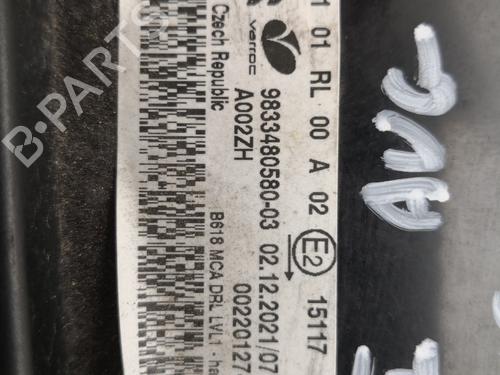 1 01 RL 00 A 02 E2 15117
varroc
9833480580-03 02.12.2021/07
A002ZH 00220127
Czech Republic
B618 MCA DRL LVL1
B-PARTS